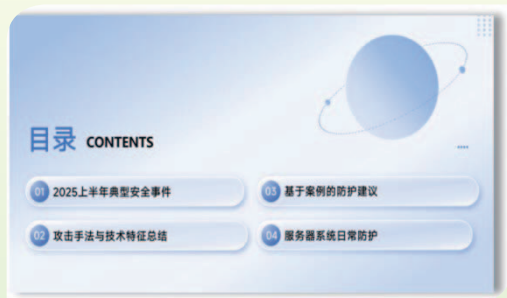 目录 CONTENTS
01 2025上半年典型安全事件
02 攻击手法与技术特征总结
03 基于案例的防护建议
04 服务器系统日常防护